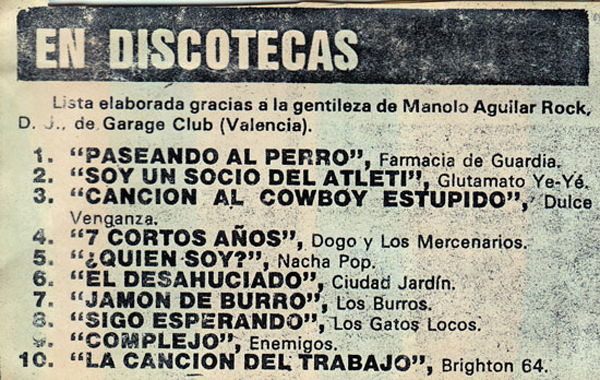 EN DISCOTECAS
Lista elaborada gracias a la gentileza de Manolo Aguilar Rock,
D. J., de Garage Club (Valencia).
1. “PASEANDO AL PERRO”, Farmacia de Guardia.
2. “SOY UN SOCIO DEL ATLETI”, Glutamato Ye-Yé.
3. “CANCION AL COWBOY ESTUPIDO”, Dulce
Venganza.
4. “7 CORTOS AÑOS”, Dogo y Los Mercenarios.
5. “¿QUIEN SOY?”, Nacha Pop.
6. “EL DESAHUCIADO”, Ciudad Jardín.
7. “JAMON DE BURRO”, Los Burros.
8. “SIGO ESPERANDO”, Los Gatos Locos.
9. “COMPLEJO”, Enemigos.
10. “LA CANCION DEL TRABAJO”, Brighton 64.